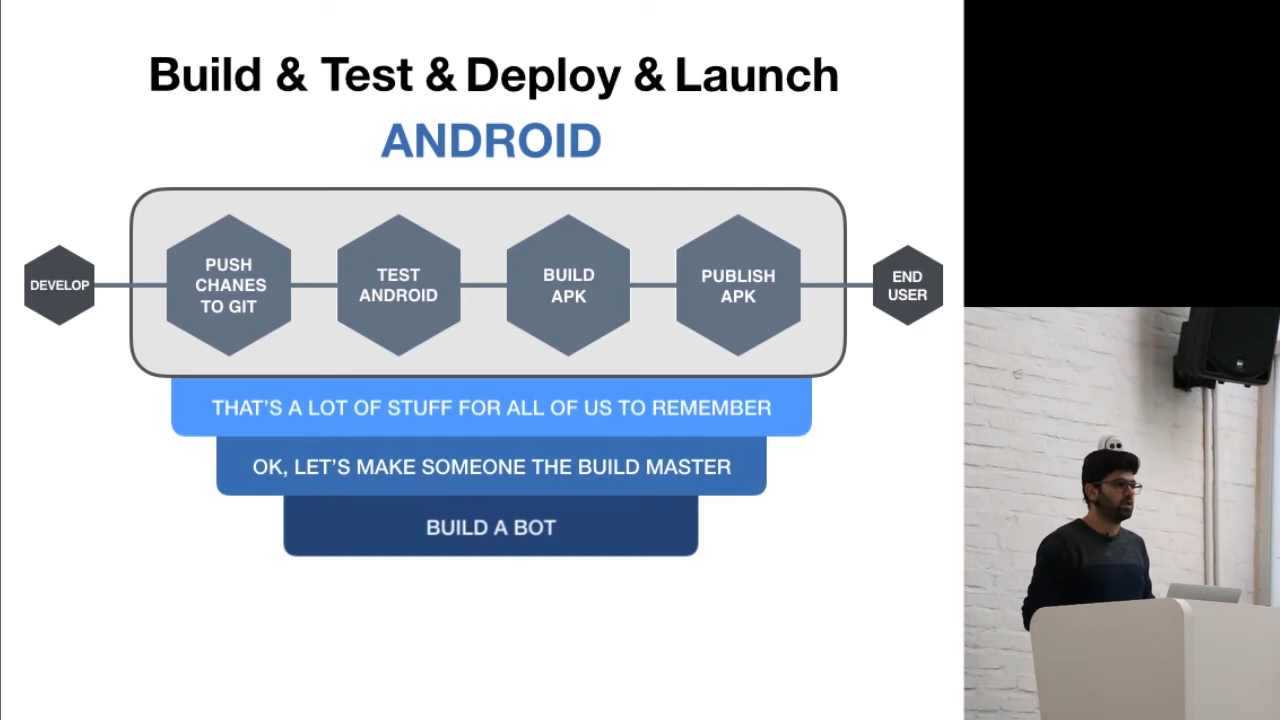 Build & Test & Deploy & Launch
ANDROID
DEVELOP
PUSH
CHANES
TO GIT
TEST
ANDROID
BUILD
APK
PUBLISH
APK
END
USER
THAT'S A LOT OF STUFF FOR ALL OF US TO REMEMBER
OK, LET'S MAKE SOMEONE THE BUILD MASTER
BUILD A BOT